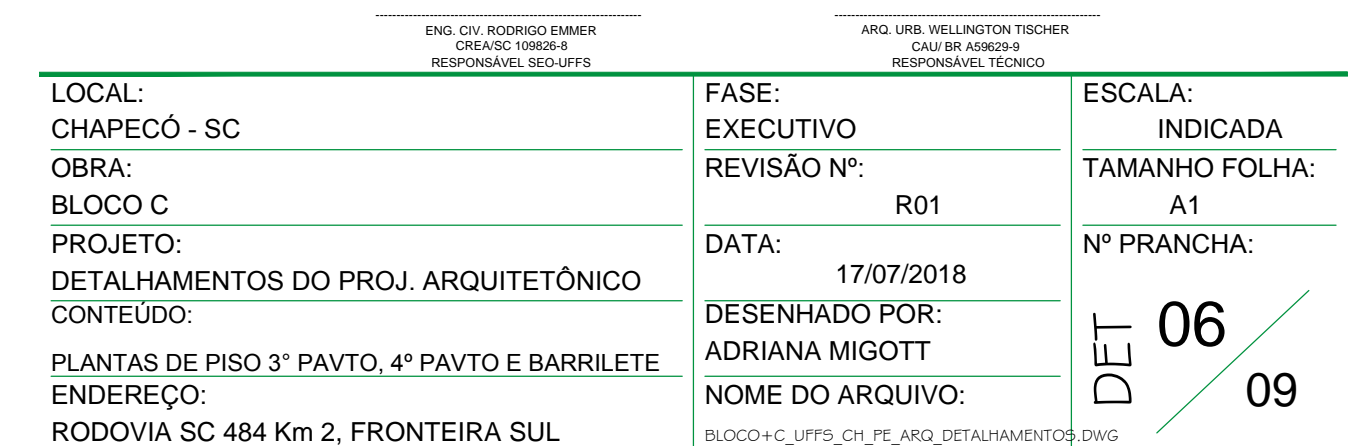 ENG. CIV. RODRIGO EMMER
CREA/SC 109826-8
RESPONSÁVEL SEO-UFFS
ARQ. URB. WELLINGTON TISCHER
CAU/ BR A59629-9
RESPONSÁVEL TÉCNICO
LOCAL:
CHAPECÓ - SC
OBRA:
BLOCO C
PROJETO:
DETALHAMENTOS DO PROJ. ARQUITETÔNICO
CONTEÚDO:
PLANTAS DE PISO 3° PAVTO, 4º PAVTO E BARRILETE
ENDEREÇO:
RODOVIA SC 484 Km 2, FRONTEIRA SUL
FASE:
EXECUTIVO
REVISÃO Nº:
R01
DATA:
17/07/2018
DESENHADO POR:
ADRIANA MIGOTT
NOME DO ARQUIVO:
BLOCO+C_UFFS_CH_PE_ARQ_DETALHAMENTOS.DWG
ESCALA:
INDICADA
TAMANHO FOLHA:
A1
Nº PRANCHA:
DET
06
09